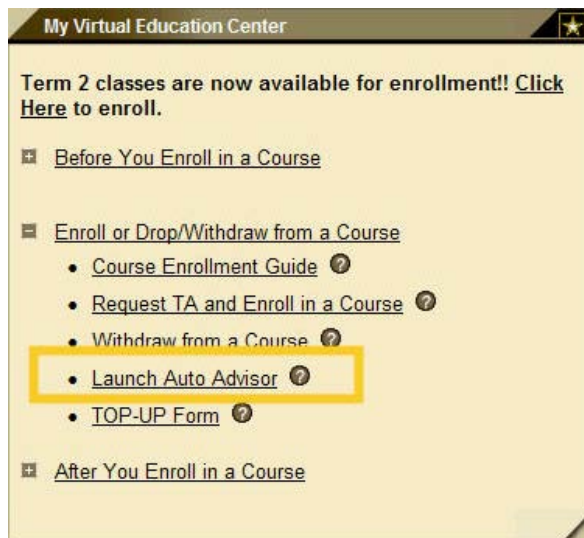 My Virtual Education Center
Term 2 classes are now available for enrollment!! Click
Here to enroll.
Before You Enroll in a Course
Enroll or Drop/Withdraw from a Course
Course Enrollment Guide
Request TA and Enroll in a Course
Withdraw from a Course
Launch Auto Advisor
TOP-UP Form
After You Enroll in a Course